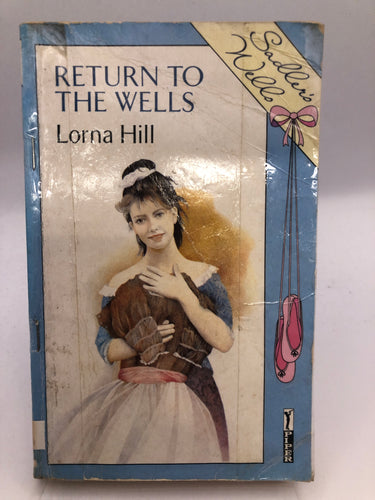 Sadler's
Wells
RETURN TO
THE WELLS
Lorna Hill
PIPER